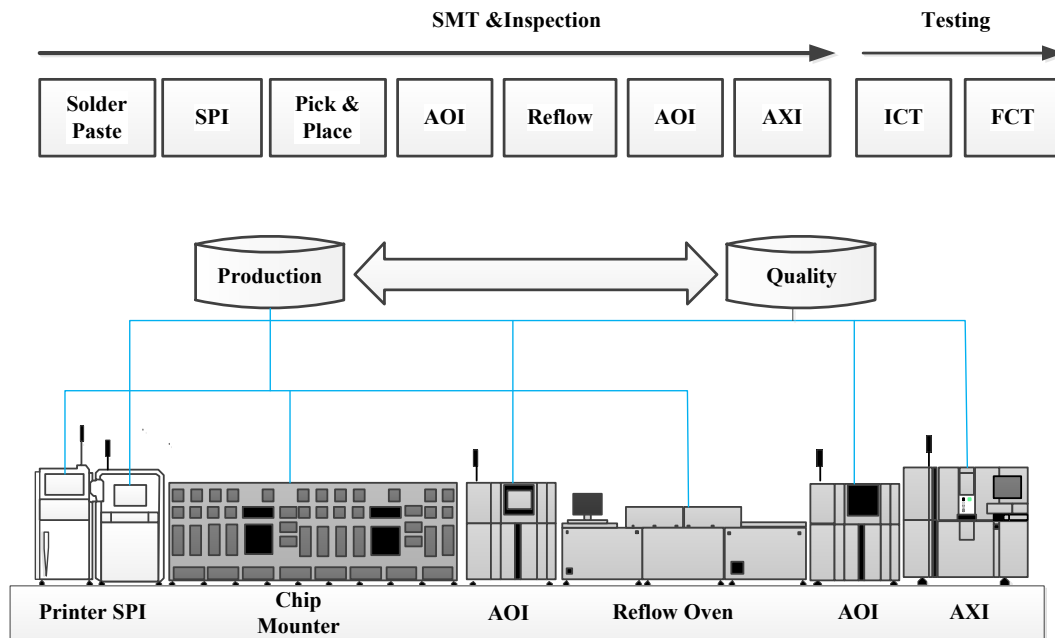 SMT &Inspection
Testing
Solder
Paste
SPI
Pick &
Place
AOI
Reflow
AOI
AXI
ICT
FCT
Production
Quality
Printer SPI
Chip
Mounter
AOI
Reflow Oven
AOI
AXI